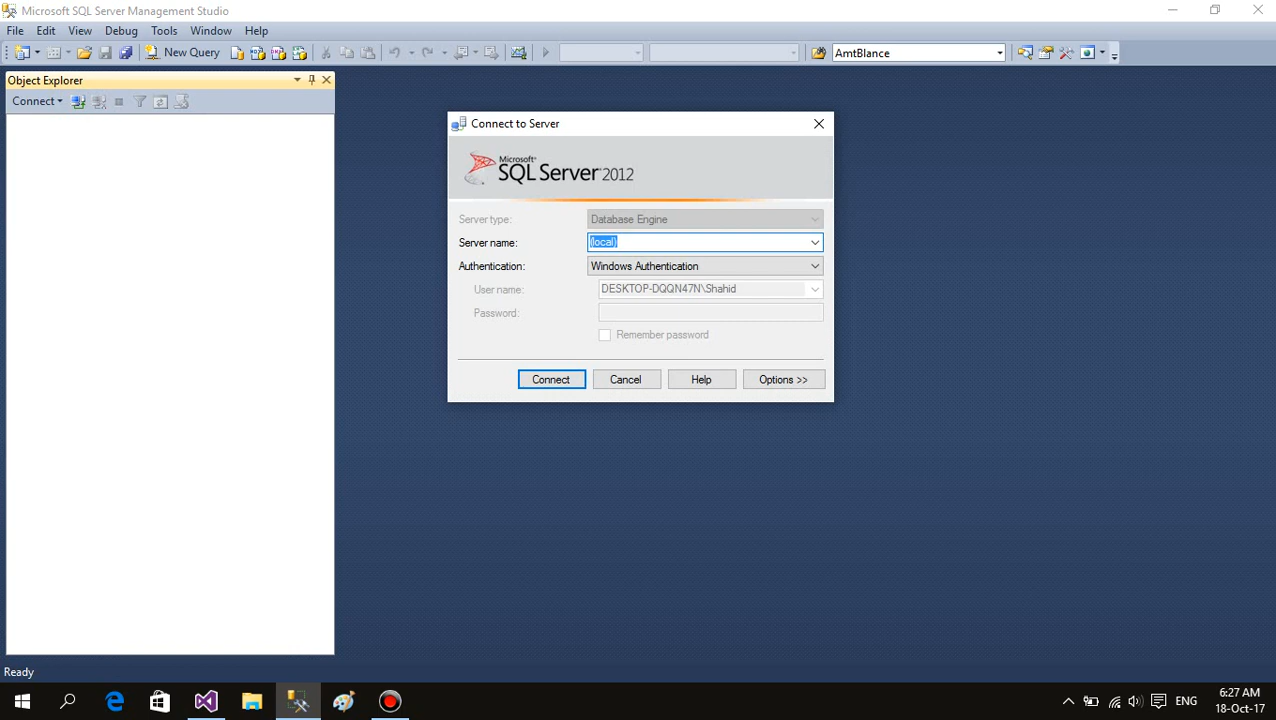 Microsoft SQL Server Management Studio
File Edit View Debug Tools Window Help
New Query AmtBlance
Object Explorer
Connect
Connect to Server
Microsoft®
SQL Server 2012
Server type: Database Engine
Server name: (local)
Authentication: Windows Authentication
User name: DESKTOP-DQQN47N\Shahid
Password:
Remember password
Connect Cancel Help Options >>
Ready
ENG
6:27 AM
18-Oct-17